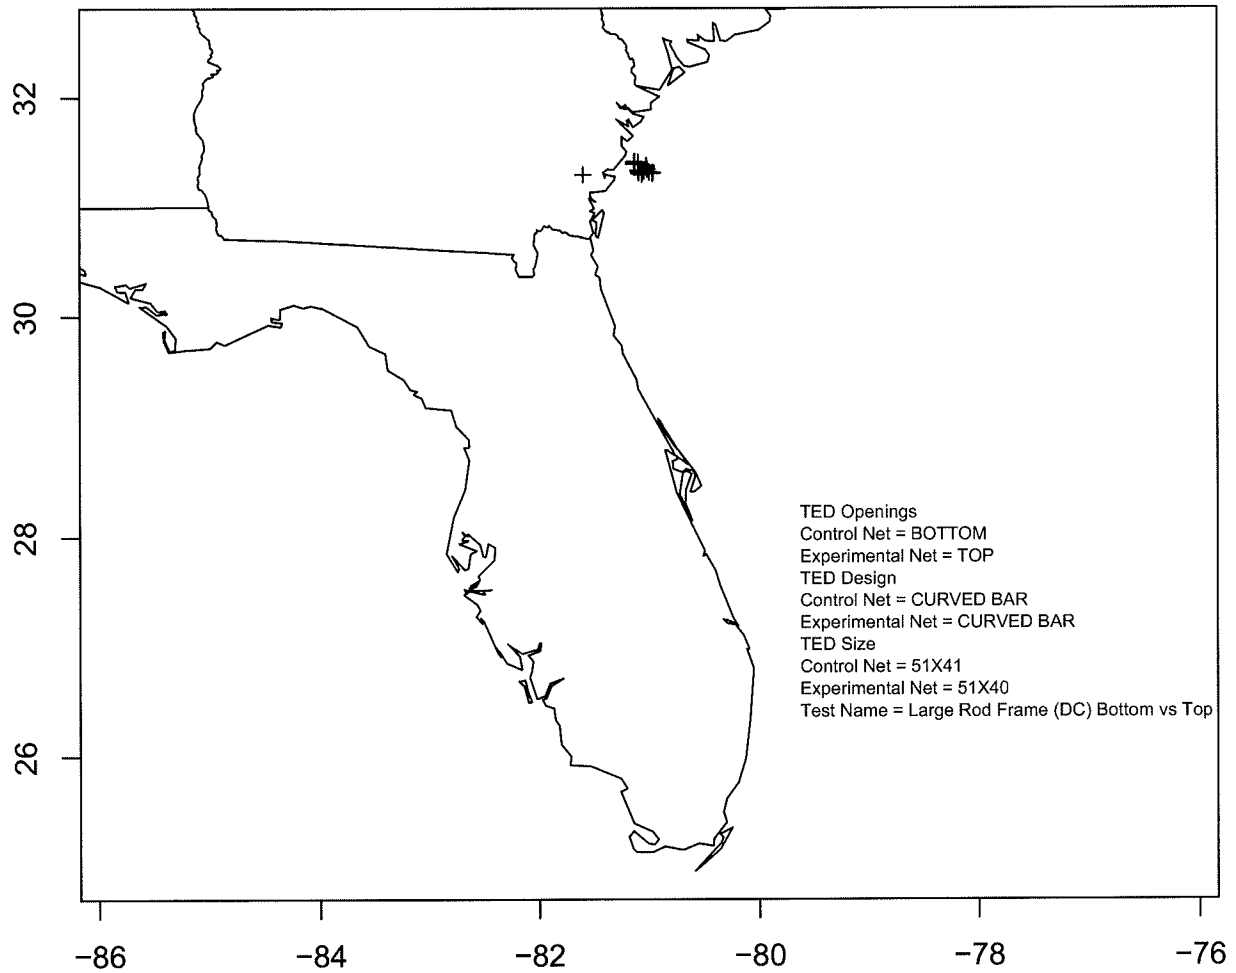 32
30
28
26
TED Openings
Control Net = BOTTOM
Experimental Net = TOP
TED Design
Control Net = CURVED BAR
Experimental Net = CURVED BAR
TED Size
Control Net = 51X41
Experimental Net = 51X40
Test Name = Large Rod Frame (DC) Bottom vs Top
−86 −84 −82 −80 −78 −76